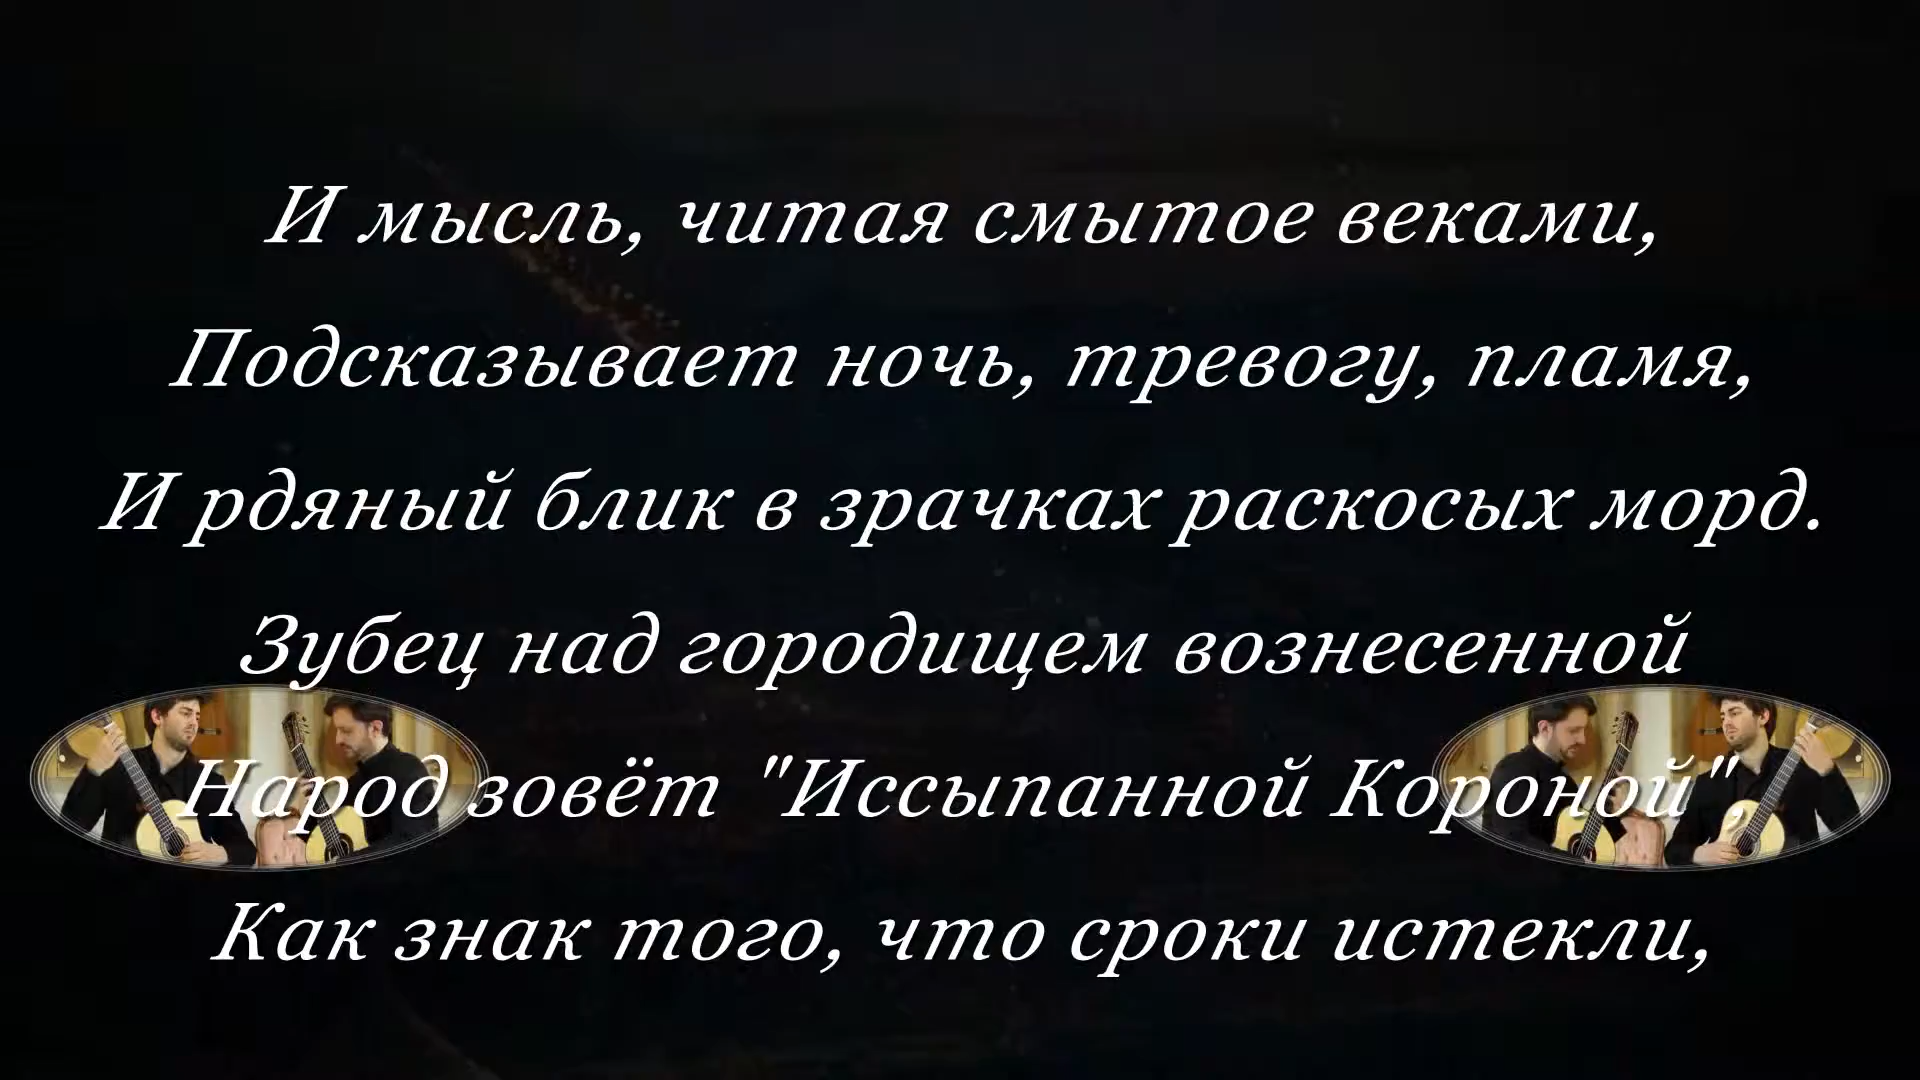 И мысль, читая смытое веками,
Подсказывает ночь, тревогу, пламя,
И рдяный блик в зрачках раскосых морд.
Зубец над городищем вознесенной
Народ зовёт "Иссыпанной Короной",
Как знак того, что сроки истекли,